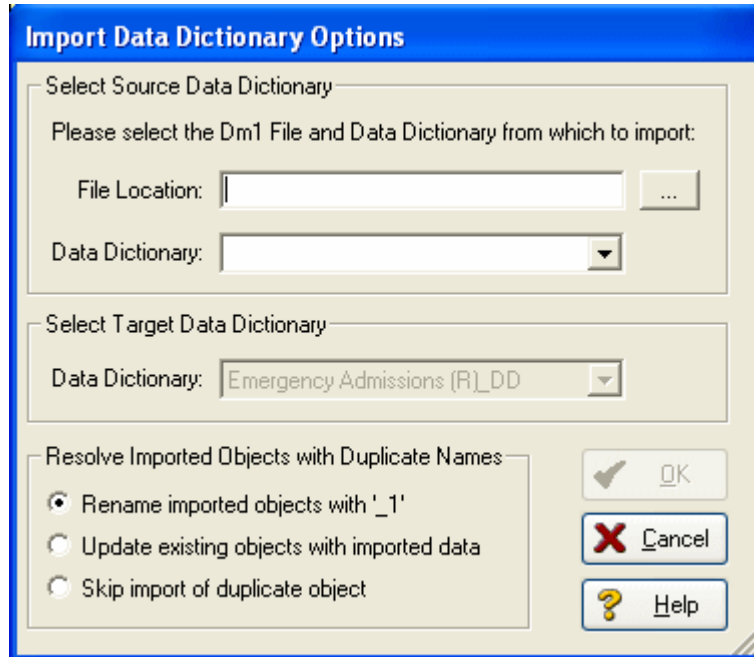 Import Data Dictionary Options
Select Source Data Dictionary
Please select the Dm1 File and Data Dictionary from which to import:
File Location:
...
Data Dictionary:
Select Target Data Dictionary
Data Dictionary: Emergency Admissions (R)_DD
Resolve Imported Objects with Duplicate Names
Rename imported objects with '_1'
Update existing objects with imported data
Skip import of duplicate object
OK
Cancel
Help